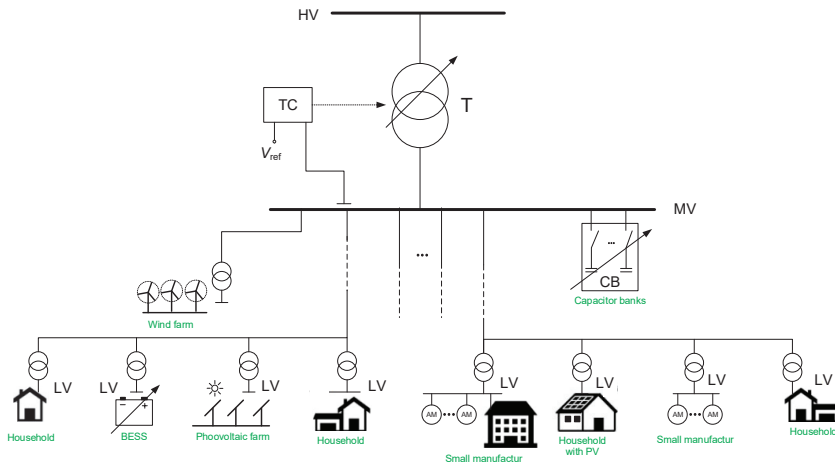 HV
TC
T
Vref
MV
...
...
CB
Capacitor banks
Wind farm
LV
LV
LV
LV
LV
LV
LV
LV
− +
AM ••• AM
AM ••• AM
Household
BESS
Phoovoltaic farm
Household
Small manufactur
Household
with PV
Small manufactur
Household